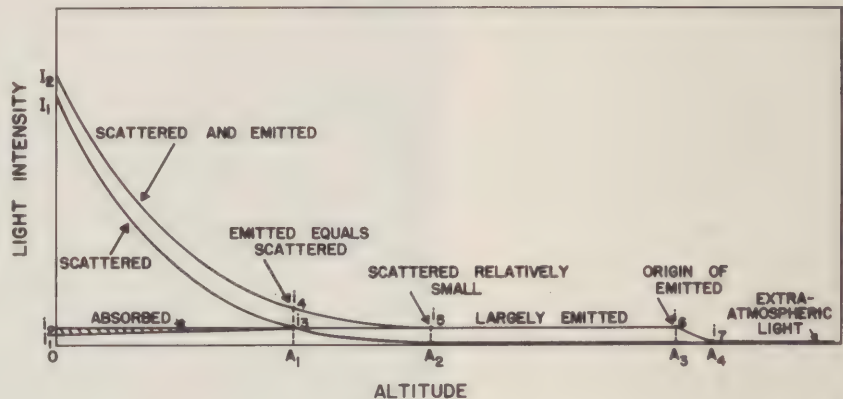 LIGHT INTENSITY
I2
I1
SCATTERED AND EMITTED
SCATTERED
EMITTED EQUALS
SCATTERED
SCATTERED RELATIVELY
SMALL
ORIGIN OF
EMITTED
EXTRA-
ATMOSPHERIC
LIGHT
ABSORBED
LARGELY EMITTED
i4
i3
i5
i6
i7
i2
i1
O
A1
A2
A3
A4
ALTITUDE